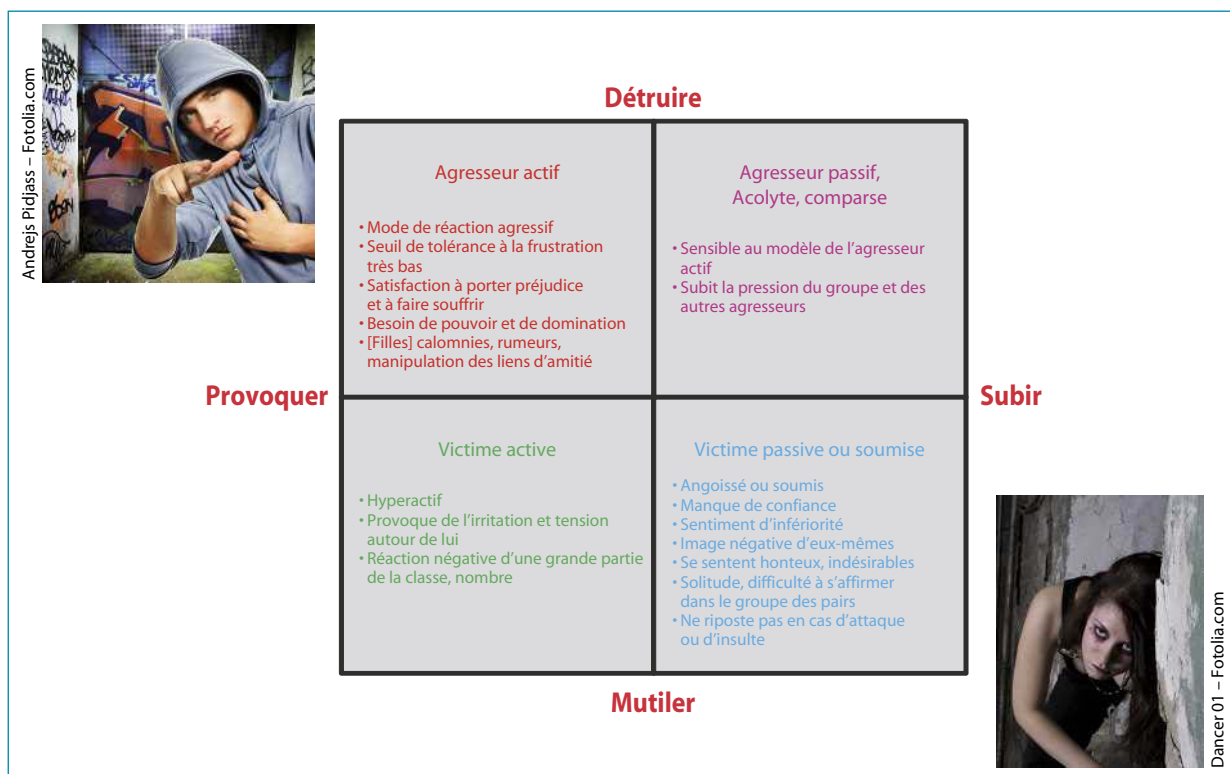 Andrejs Pidjass – Fotolia.com
Détruire
Agresseur actif
• Mode de réaction agressif
• Seuil de tolérance à la frustration
très bas
• Satisfaction à porter préjudice
et à faire souffrir
• Besoin de pouvoir et de domination
• [Filles] calomnies, rumeurs,
manipulation des liens d’amitié
Agresseur passif,
Acolyte, comparse
• Sensible au modèle de l’agresseur
actif
• Subit la pression du groupe et des
autres agresseurs
Provoquer
Subir
Victime active
• Hyperactif
• Provoque de l’irritation et tension
autour de lui
• Réaction négative d’une grande partie
de la classe, nombre
Victime passive ou soumise
• Angoissé ou soumis
• Manque de confiance
• Sentiment d’infériorité
• Image négative d’eux-mêmes
• Se sentent honteux, indésirables
• Solitude, difficulté à s’affirmer
dans le groupe des pairs
• Ne riposte pas en cas d’attaque
ou d’insulte
Mutiler
Dancer 01 – Fotolia.com